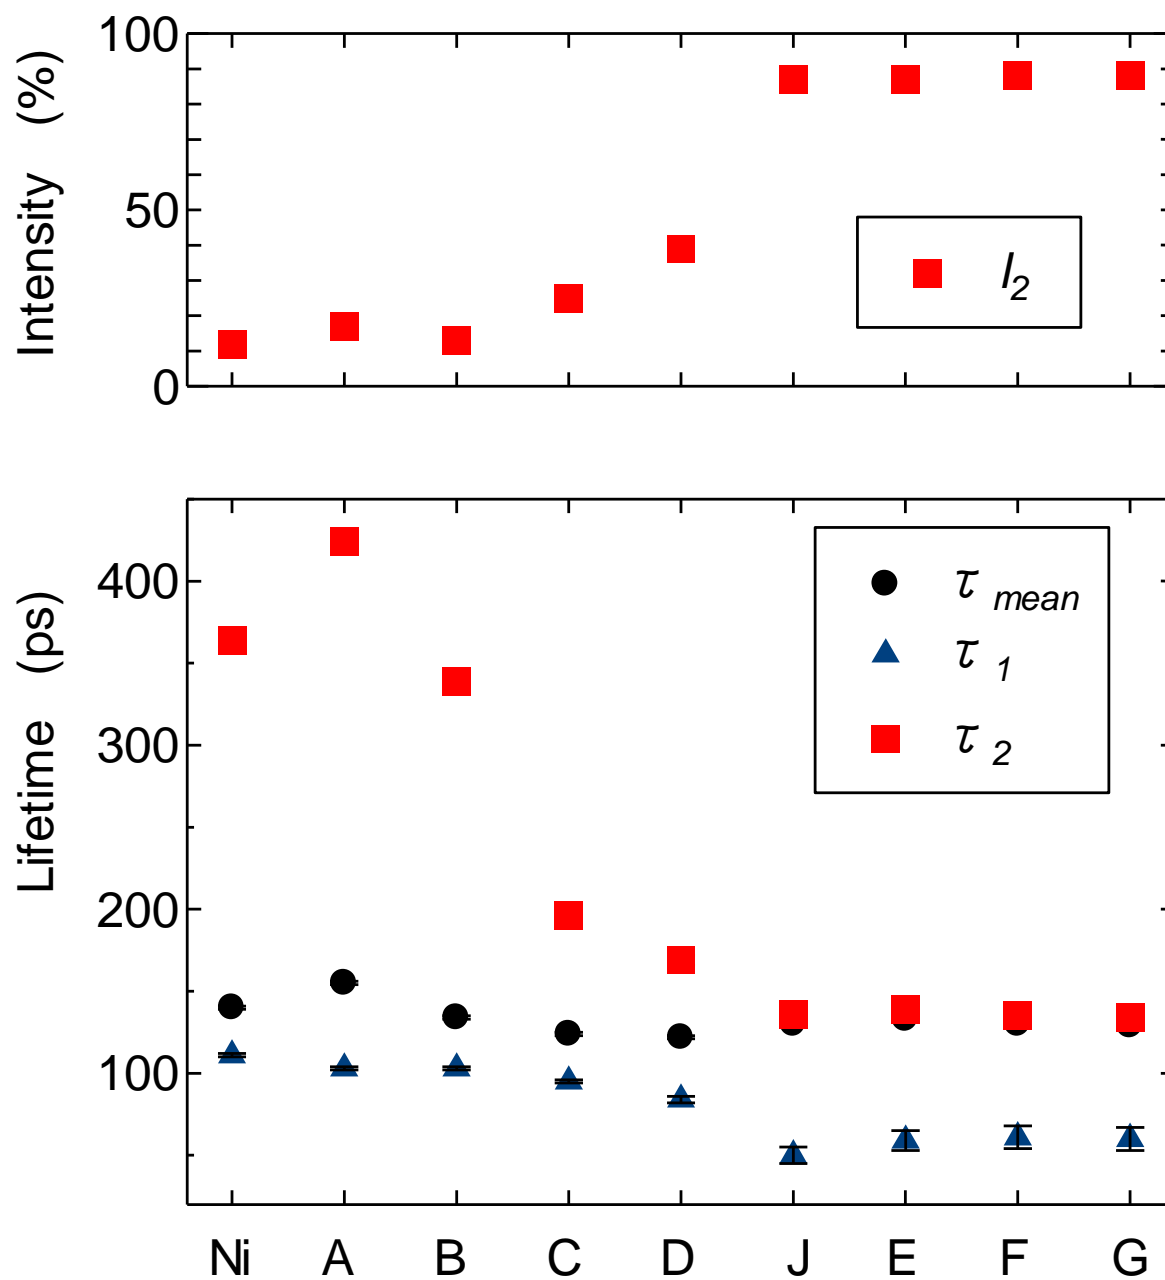 100
50
0
Intensity (%)
I2
400
300
200
100
Lifetime (ps)
τ mean
τ 1
τ 2
Ni A B C D J E F G